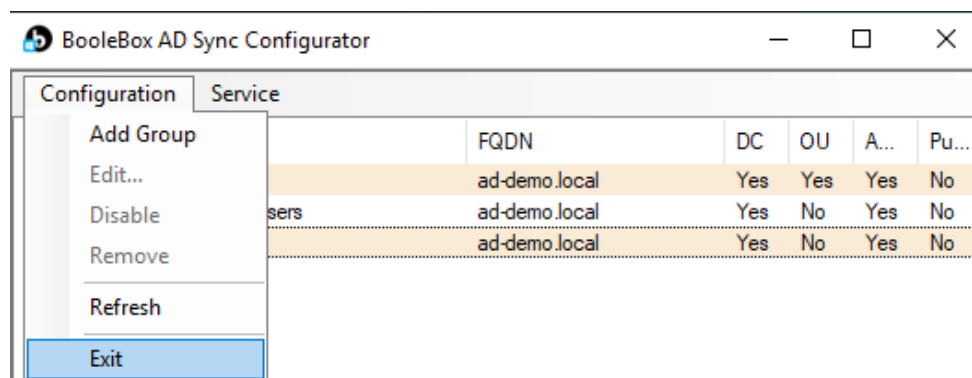 BooleBox AD Sync Configurator
Configuration Service
Add Group FQDN DC OU A... Pu...
Edit... ad-demo.local Yes Yes Yes No
Disable sers ad-demo.local Yes No Yes No
Remove ad-demo.local Yes No Yes No
Refresh
Exit